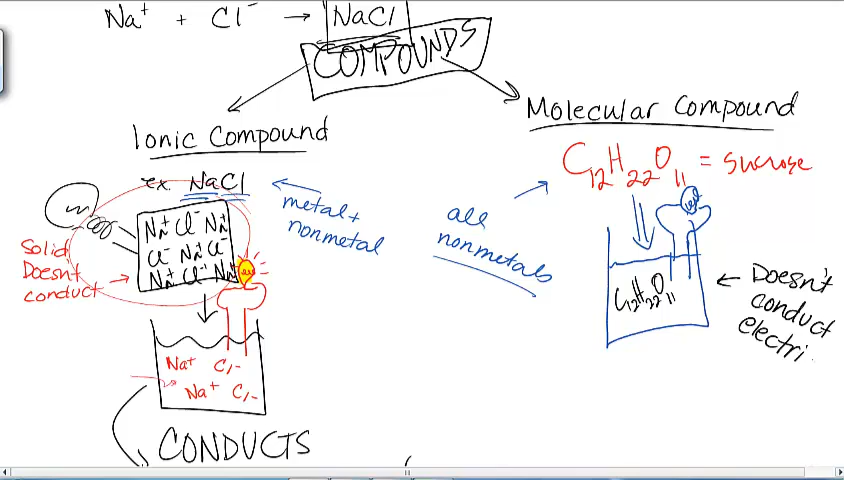 Na⁺ + Cl⁻ → NaCl
COMPOUNDS
Ionic Compound
ex NaCl
metal +
nonmetal
Na⁺ Cl⁻ Na⁺
Cl⁻ Na⁺ Cl⁻
Na⁺ Cl⁻ Na⁺
Solid
Doesn't
conduct
Na⁺ Cl⁻
Na⁺ Cl⁻
CONDUCTS
Molecular Compound
C₁₂H₂₂O₁₁ = Sucrose
all
nonmetals
C₁₂H₂₂O₁₁
Doesn't
conduct
electri